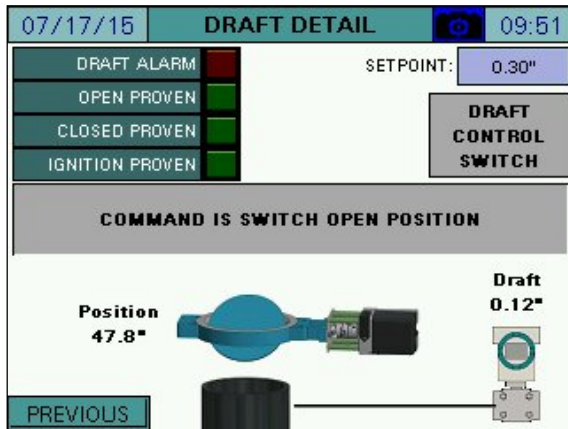 07/17/15 DRAFT DETAIL 09:51
DRAFT ALARM
SETPOINT: 0.30"
OPEN PROVEN
CLOSED PROVEN
IGNITION PROVEN
DRAFT
CONTROL
SWITCH
COMMAND IS SWITCH OPEN POSITION
Draft
0.12"
Position
47.8"
PREVIOUS